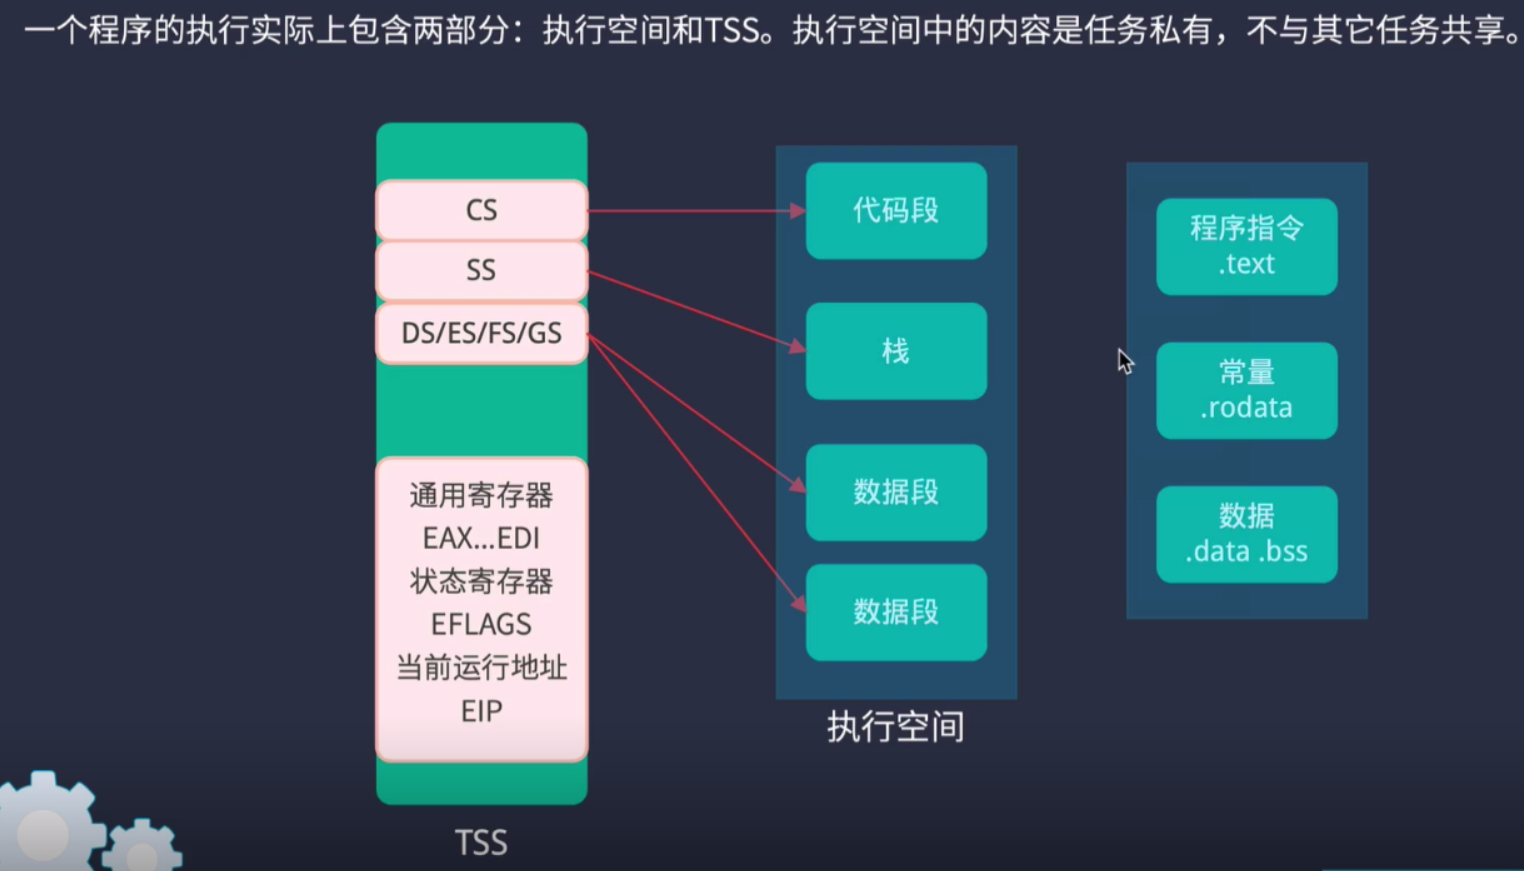 一个程序的执行实际上包含两部分：执行空间和TSS。执行空间中的内容是任务私有，不与其它任务共享。
CS
SS
DS/ES/FS/GS
通用寄存器
EAX...EDI
状态寄存器
EFLAGS
当前运行地址
EIP
TSS
代码段
栈
数据段
数据段
执行空间
程序指令
.text
常量
.rodata
数据
.data .bss